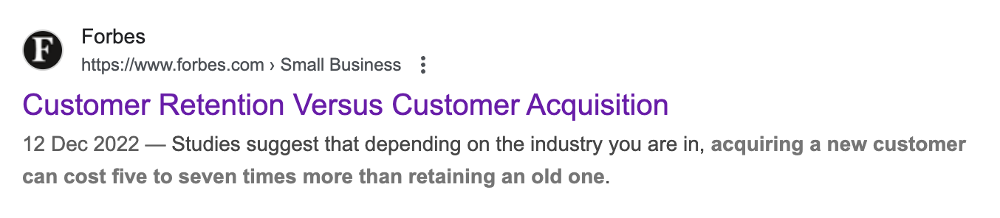 F
Forbes
https://www.forbes.com › Small Business
Customer Retention Versus Customer Acquisition
12 Dec 2022 — Studies suggest that depending on the industry you are in, acquiring a new customer
can cost five to seven times more than retaining an old one.